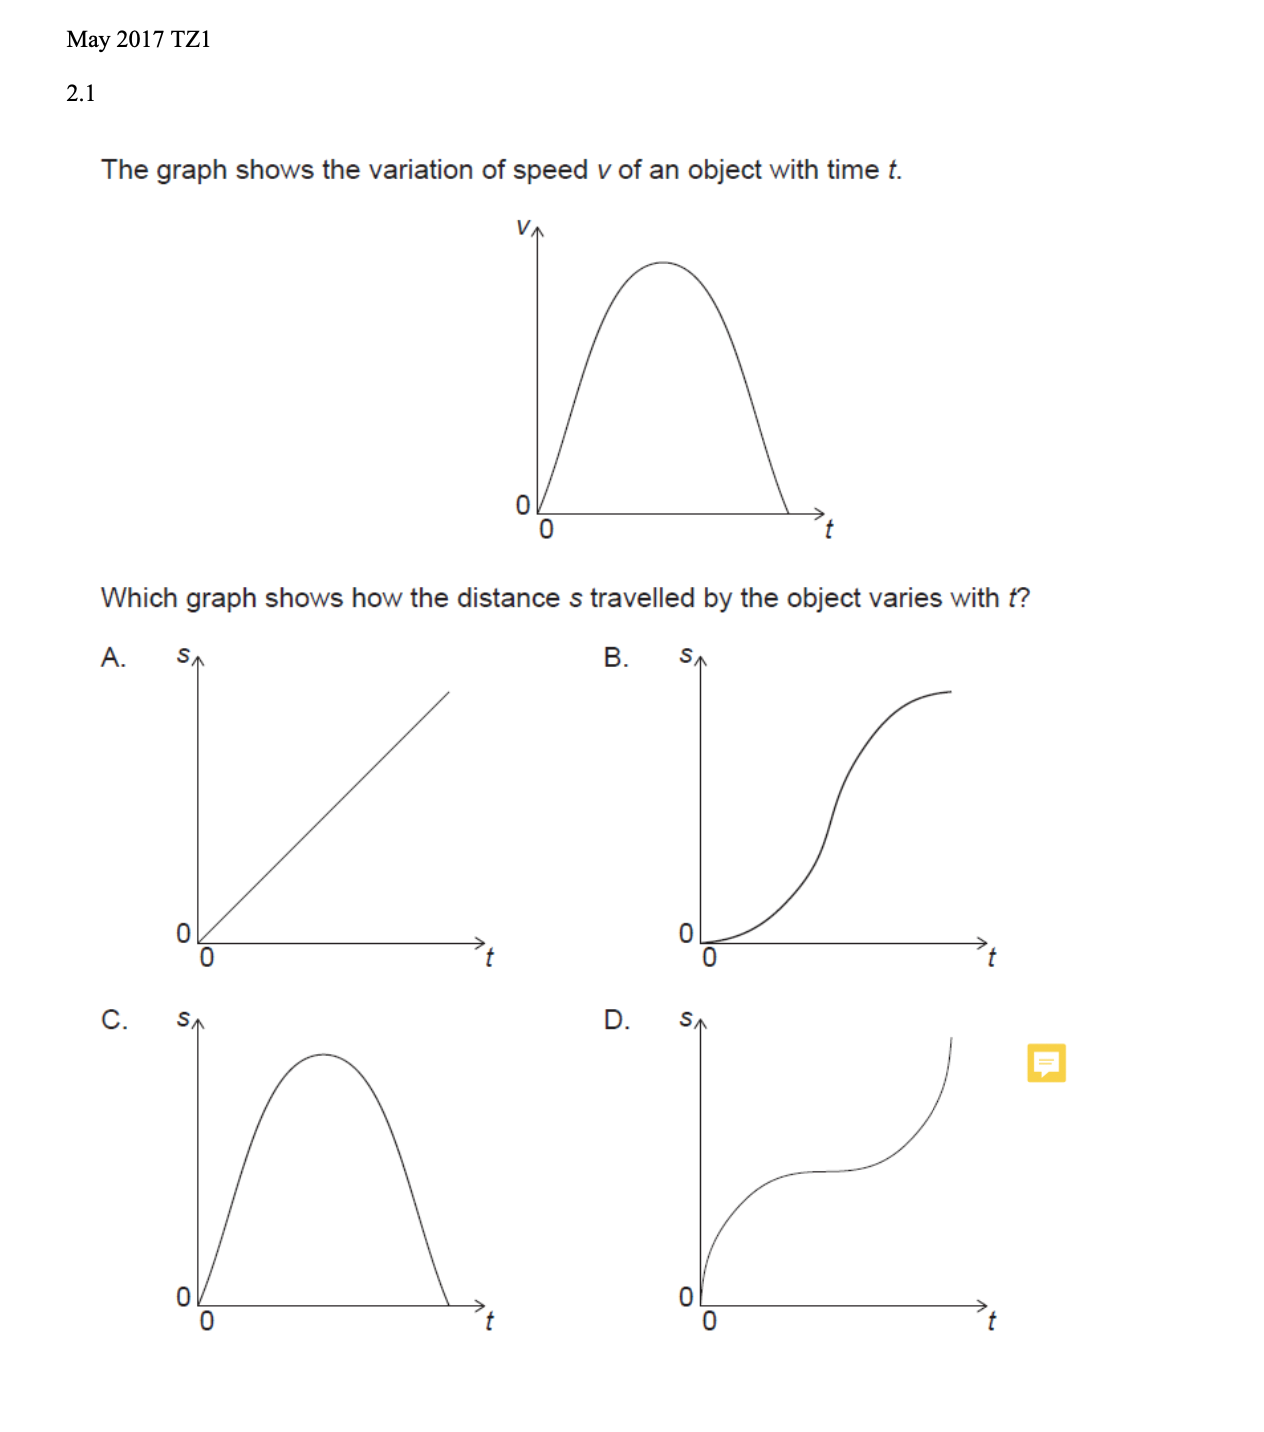 May 2017 TZ1
2.1
The graph shows the variation of speed v of an object with time t.
v
0
0
t
Which graph shows how the distance s travelled by the object varies with t?
A. s
B. s
0
0
t
0
0
t
C. s
D. s
0
0
t
0
0
t